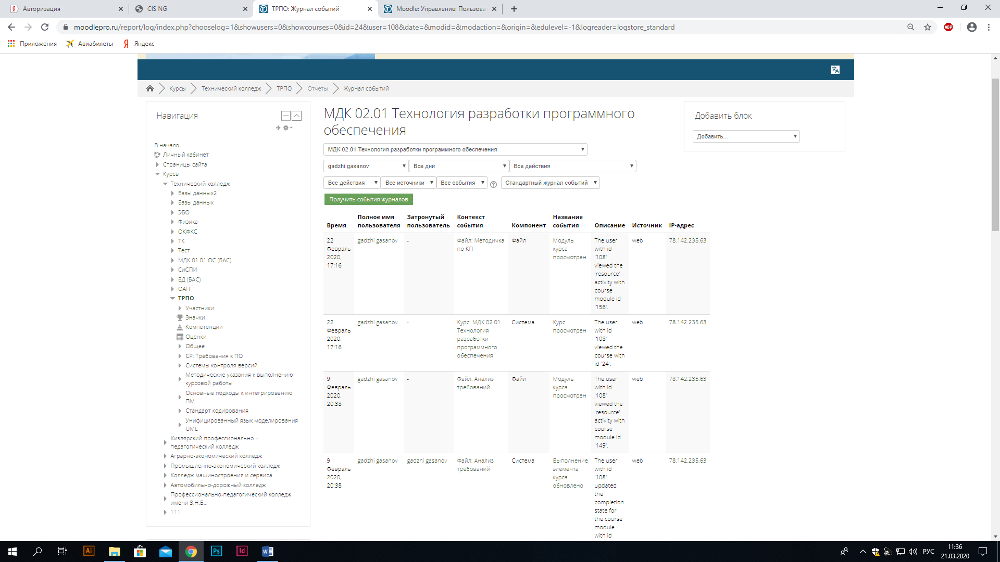 Авторизация
CIS NG
ТРПО: Журнал событий
Moodle: Управление: Пользова
moodlepro.ru/report/log/index.php?chooselog=1&showusers=0&showcourses=0&id=24&user=108&date=&modid=&modaction=&origin=&edulevel=-1&logreader=logstore_standard
ABP
Приложения
Авиабилеты
Яндекс
Курсы
Технический колледж
ТРПО
Отчеты
Журнал событий
Навигация
В начало
Личный кабинет
Страницы сайта
Курсы
Технический колледж
Базы данных2
Базы данных
ЭБО
Физика
ОКФКС
ТК
Тест
МДК 01.01.ОС (БАС)
СиСПИ
БД (БАС)
ОАП
ТРПО
Участники
Значки
Компетенции
Оценки
Общее
СР: Требования к ПО
Системы контроля версий
Методические указания к выполнению
курсовой работы
Основные подходы к интегрированию
ПМ
Стандарт кодирования
Унифицированный язык моделирования
UML
Кизлярский профессионально –
педагогический колледж
Аграрно-экономический колледж
Промышленно-экономический колледж
Колледж машиностроения и сервиса
Автомобильно-дорожный колледж
Профессионально-педагогический колледж
имени З.Н.Б...
111
МДК 02.01 Технология разработки программного
обеспечения
МДК 02.01 Технология разработки программного обеспечения
gadzhi gasanov
Все дни
Все действия
Все действия
Все источники
Все события
Стандартный журнал событий
Получить события журналов
Добавить блок
Добавить...
Время
Полное имя
пользователя
Затронутый
пользователь
Контекст
события
Компонент
Название
события
Описание
Источник
IP-адрес
22
Февраль
2020,
17:16
gadzhi gasanov
-
Файл: Методичка
по КП
Файл
Модуль
курса
просмотрен
The user
with id
'108'
viewed the
'resource'
activity with
course
module id
'156'.
web
78.142.235.63
22
Февраль
2020,
17:16
gadzhi gasanov
-
Курс: МДК 02.01
Технология
разработки
программного
обеспечения
Система
Курс
просмотрен
The user
with id
'108'
viewed the
course with
id '24'.
web
78.142.235.63
9
Февраль
2020,
20:38
gadzhi gasanov
-
Файл: Анализ
требований
Файл
Модуль
курса
просмотрен
The user
with id
'108'
viewed the
'resource'
activity with
course
module id
'149'.
web
78.142.235.63
9
Февраль
2020,
20:38
gadzhi gasanov
gadzhi gasanov
Файл: Анализ
требований
Система
Выполнение
элемента
курса
обновлено
The user
with id
'108'
updated
the
completion
state for
the course
module
with id
web
78.142.235.63
Ai
Ps
Id
РУС
11:36
21.03.2020